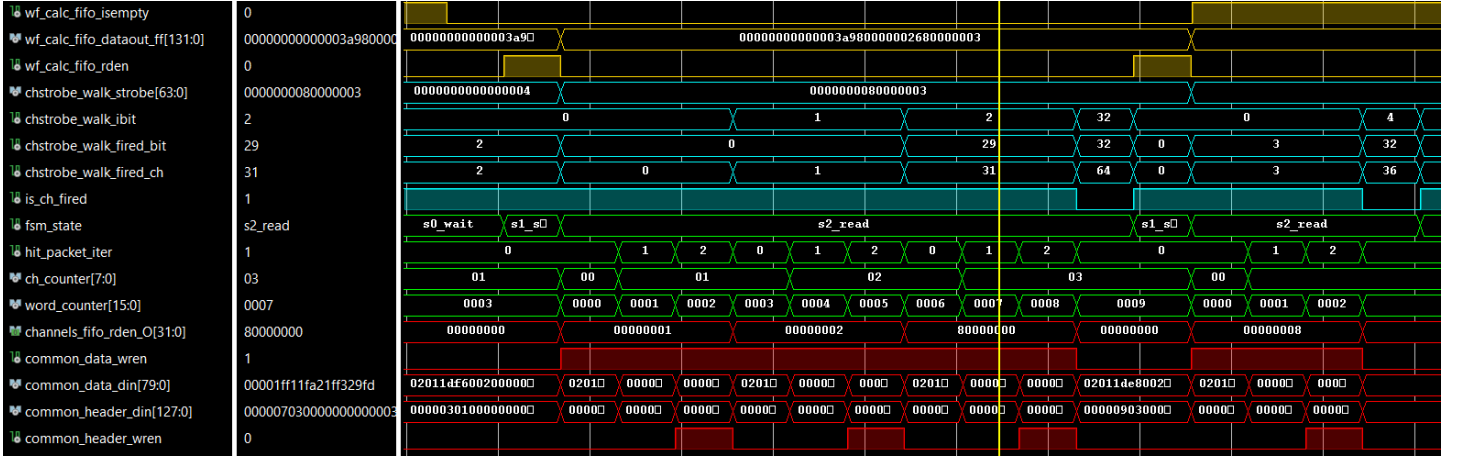 wf_calc_fifo_isempty 0
wf_calc_fifo_dataout_ff[131:0] 00000000000003a980000 00000000000003a9□ 00000000000003a980000002680000003
wf_calc_fifo_rden 0
chstrobe_walk_strobe[63:0] 0000000080000003 0000000000000004 0000000080000003
chstrobe_walk_ibit 2 0 1 2 32 0 4
chstrobe_walk_fired_bit 29 2 0 29 32 0 3 32
chstrobe_walk_fired_ch 31 2 0 1 31 64 0 3 36
is_ch_fired 1
fsm_state s2_read s0_wait s1_s□ s2_read s1_s□ s2_read
hit_packet_iter 1 0 1 2 0 1 2 0 1 2 0 1 2
ch_counter[7:0] 03 01 00 01 02 03 00
word_counter[15:0] 0007 0003 0000 0001 0002 0003 0004 0005 0006 0007 0008 0009 0000 0001 0002
channels_fifo_rden_O[31:0] 80000000 00000000 00000001 00000002 80000000 00000000 00000008
common_data_wren 1
common_data_din[79:0] 00001ff11fa21ff329fd 02011df600200000□ 0201□ 0000□ 0000□ 0201□ 0000□ 000□ 0201□ 0000□ 0000□ 02011de8002□ 0201□ 0000□ 000□
common_header_din[127:0] 0000070300000000000003 0000030100000000□ 0000□ 0000□ 0000□ 0000□ 0000□ 0000□ 0000□ 0000□ 0000□ 00000903000□ 0000□ 0000□ 0000□
common_header_wren 0